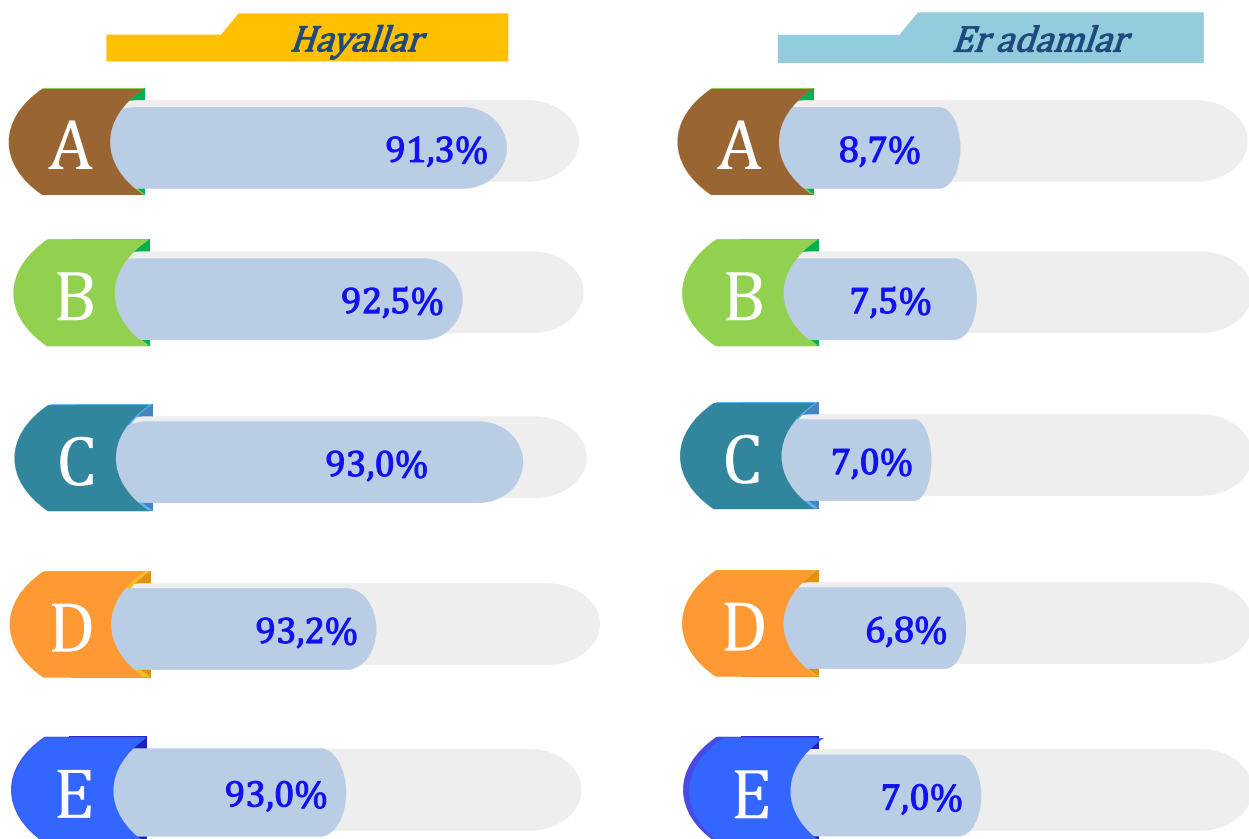 Hayallar
Er adamlar
A
91,3%
A
8,7%
B
92,5%
B
7,5%
C
93,0%
C
7,0%
D
93,2%
D
6,8%
E
93,0%
E
7,0%